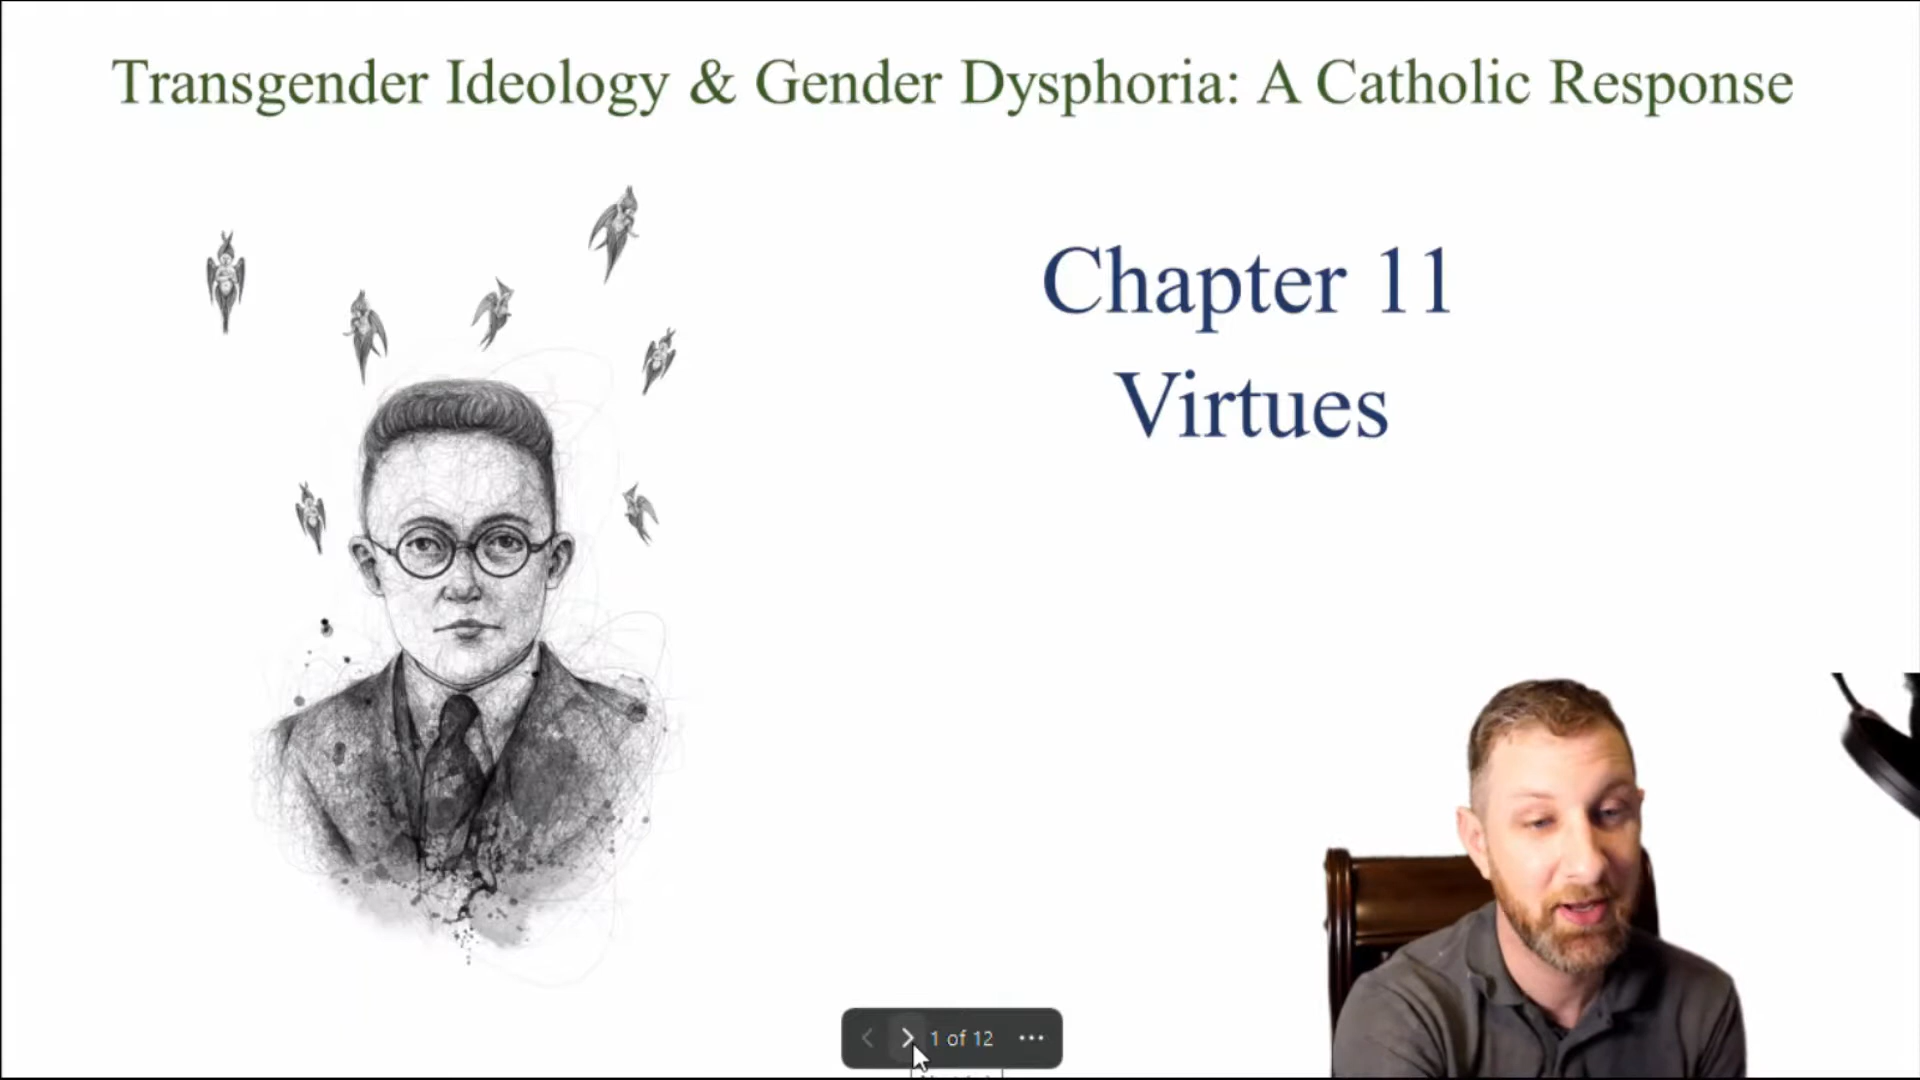 Transgender Ideology & Gender Dysphoria: A Catholic Response
Chapter 11
Virtues
1 of 12